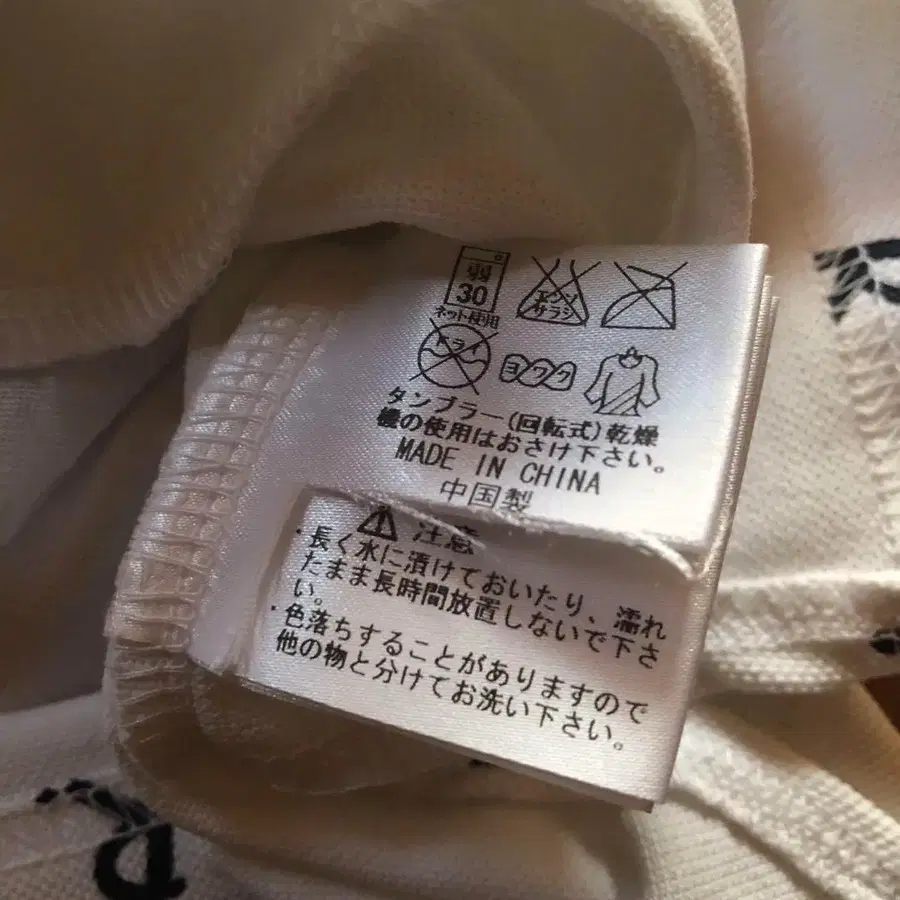 弱
30
ネット使用
エンソ
サラシ
ドライ
ヨワク
タンブラー(回転式)乾燥
機の使用はおさけ下さい。
MADE IN CHINA
中国製
注意
・長く水に漬けておいたり、濡れ
たまま長時間放置しないで下さ
い。
・色落ちすることがありますので
他の物と分けてお洗い下さい。